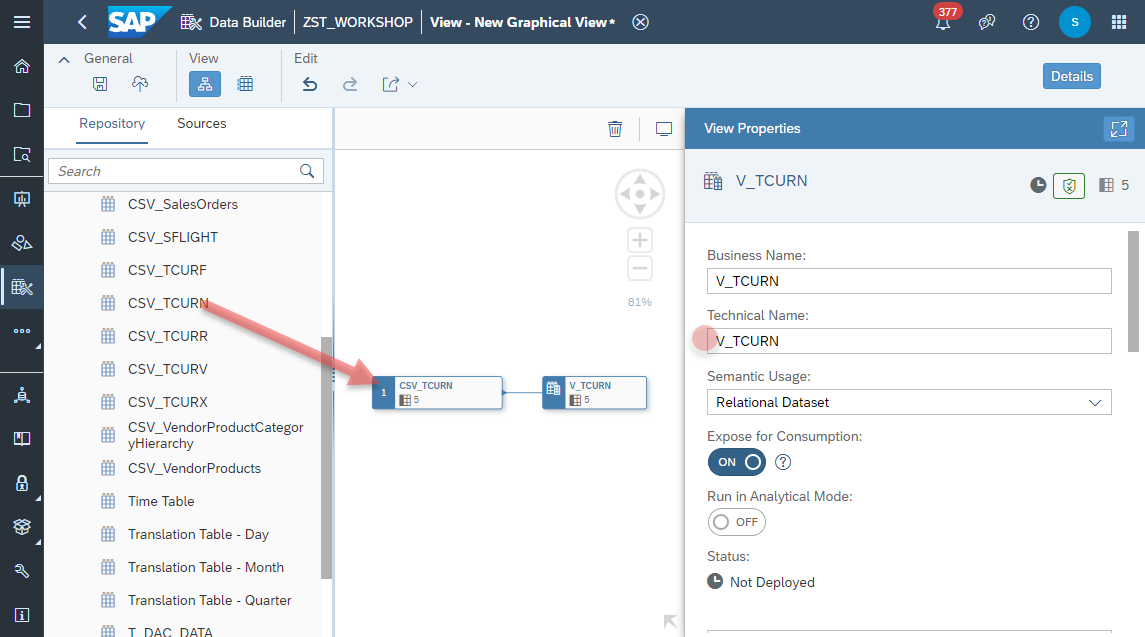 SAP Data Builder ZST_WORKSHOP View - New Graphical View* 377 S
General View Edit
Details
Repository Sources
Search
CSV_SalesOrders
CSV_SFLIGHT
CSV_TCURF
CSV_TCURN
CSV_TCURR
CSV_TCURV
CSV_TCURX
CSV_VendorProductCategor
yHierarchy
CSV_VendorProducts
Time Table
Translation Table - Day
Translation Table - Month
Translation Table - Quarter
T_DAC_DATA
81%
1 CSV_TCURN
5
V_TCURN
5
View Properties
V_TCURN 5
Business Name:
V_TCURN
Technical Name:
V_TCURN
Semantic Usage:
Relational Dataset
Expose for Consumption:
ON
Run in Analytical Mode:
OFF
Status:
Not Deployed